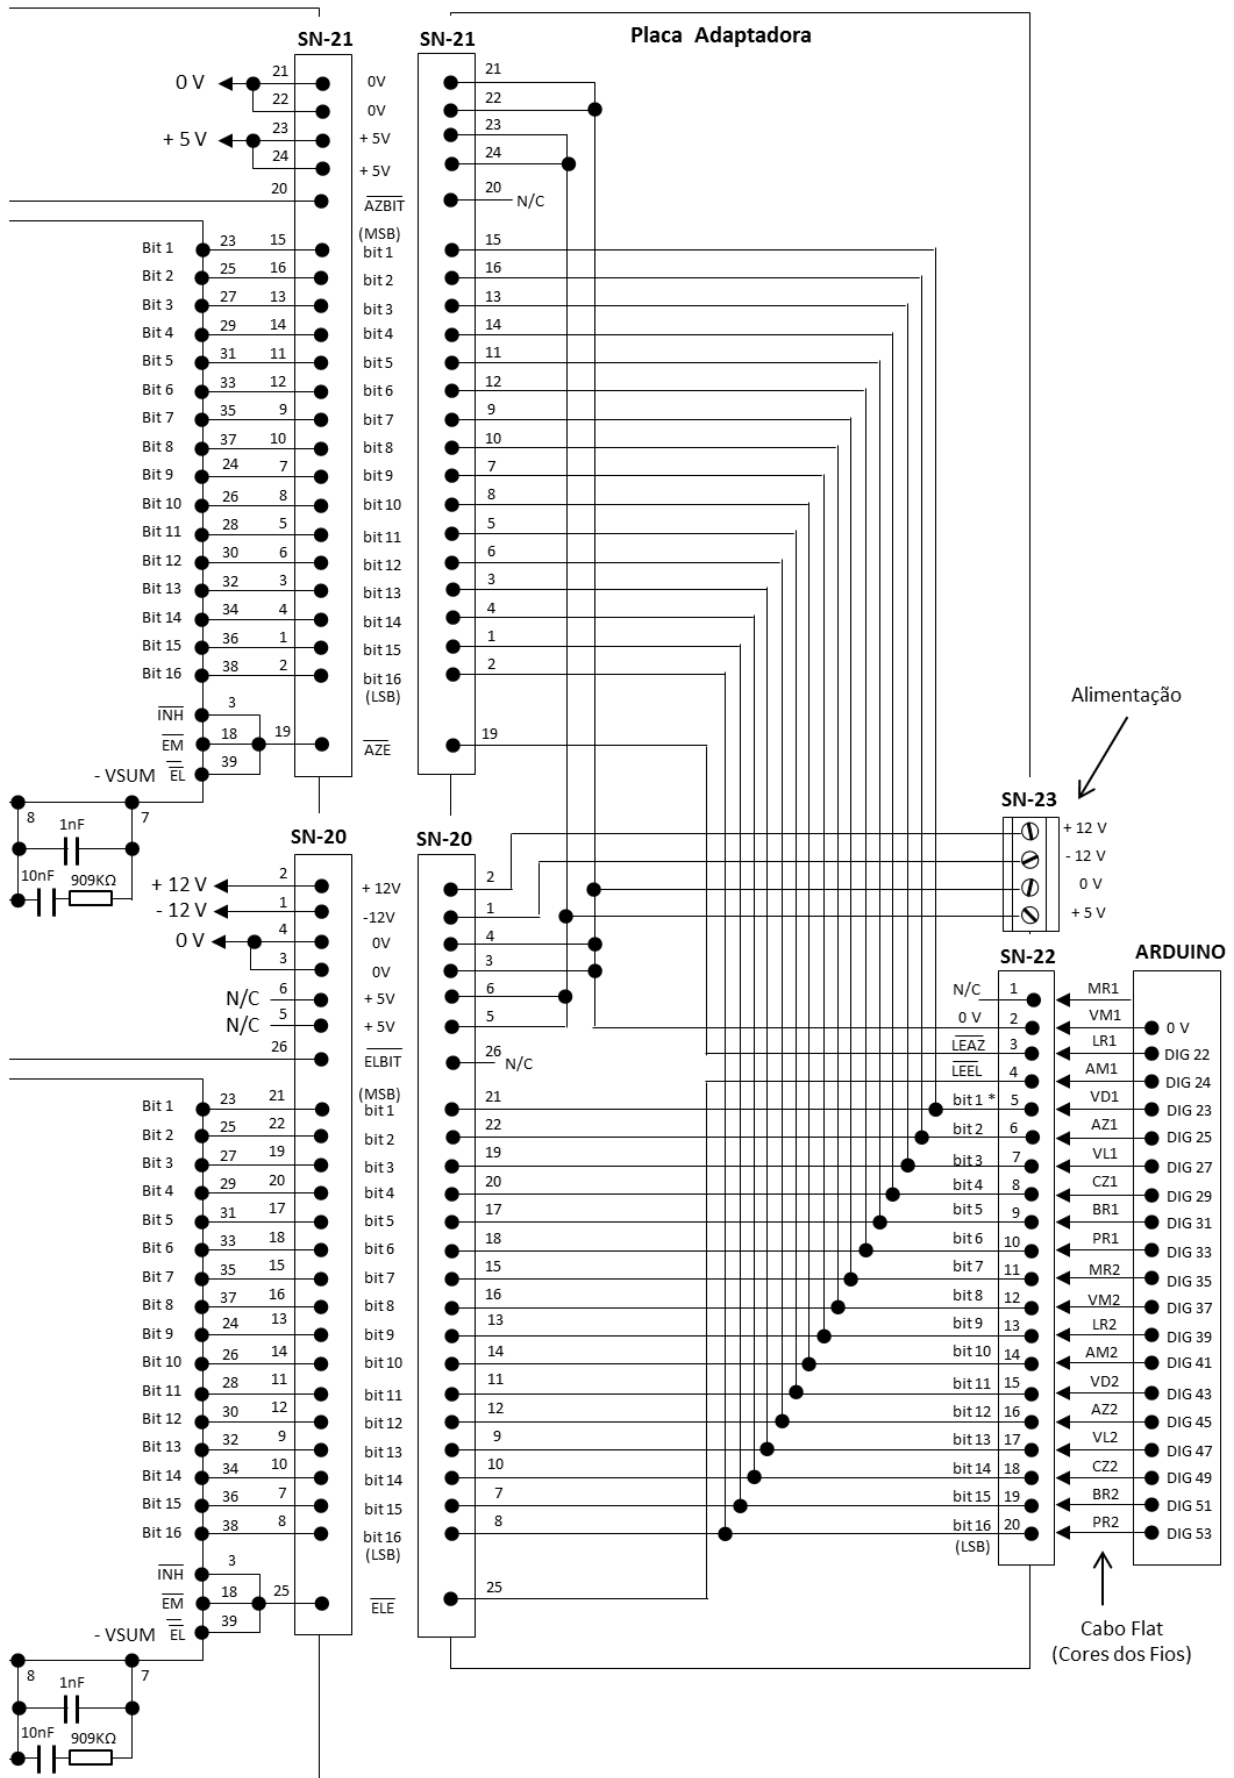 Placa Adaptadora
SN-21 SN-21
0 V 21 0V 21
22 0V 22
+ 5 V 23 + 5V 23
24 + 5V 24
20 AZBIT 20 N/C
(MSB)
Bit 1 23 15 bit 1 15
Bit 2 25 16 bit 2 16
Bit 3 27 13 bit 3 13
Bit 4 29 14 bit 4 14
Bit 5 31 11 bit 5 11
Bit 6 33 12 bit 6 12
Bit 7 35 9 bit 7 9
Bit 8 37 10 bit 8 10
Bit 9 24 7 bit 9 7
Bit 10 26 8 bit 10 8
Bit 11 28 5 bit 11 5
Bit 12 30 6 bit 12 6
Bit 13 32 3 bit 13 3
Bit 14 34 4 bit 14 4
Bit 15 36 1 bit 15 1
Bit 16 38 2 bit 16 2
(LSB)
INH 3
EM 18 19 AZE 19
- VSUM EL 39
8 7
1nF
10nF 909KΩ
Alimentação
SN-23
+ 12 V
- 12 V
0 V
+ 5 V
SN-20 SN-20
+ 12 V 2 + 12V 2
- 12 V 1 -12V 1
0 V 4 0V 4
3 0V 3
N/C 6 + 5V 6
N/C 5 + 5V 5
26 ELBIT 26 N/C
SN-22 ARDUINO
N/C 1 MR1
0 V 2 VM1 0 V
LEAZ 3 LR1 DIG 22
LEEL 4 AM1 DIG 24
(MSB)
Bit 1 23 21 bit 1 21 bit 1 * 5 VD1 DIG 23
Bit 2 25 22 bit 2 22 bit 2 6 AZ1 DIG 25
Bit 3 27 19 bit 3 19 bit 3 7 VL1 DIG 27
Bit 4 29 20 bit 4 20 bit 4 8 CZ1 DIG 29
Bit 5 31 17 bit 5 17 bit 5 9 BR1 DIG 31
Bit 6 33 18 bit 6 18 bit 6 10 PR1 DIG 33
Bit 7 35 15 bit 7 15 bit 7 11 MR2 DIG 35
Bit 8 37 16 bit 8 16 bit 8 12 VM2 DIG 37
Bit 9 24 13 bit 9 13 bit 9 13 LR2 DIG 39
Bit 10 26 14 bit 10 14 bit 10 14 AM2 DIG 41
Bit 11 28 11 bit 11 11 bit 11 15 VD2 DIG 43
Bit 12 30 12 bit 12 12 bit 12 16 AZ2 DIG 45
Bit 13 32 9 bit 13 9 bit 13 17 VL2 DIG 47
Bit 14 34 10 bit 14 10 bit 14 18 CZ2 DIG 49
Bit 15 36 7 bit 15 7 bit 15 19 BR2 DIG 51
Bit 16 38 8 bit 16 8 bit 16 20 PR2 DIG 53
(LSB) (LSB)
INH 3
EM 18 25 ELE 25
- VSUM EL 39
8 7
1nF
10nF 909KΩ
Cabo Flat
(Cores dos Fios)